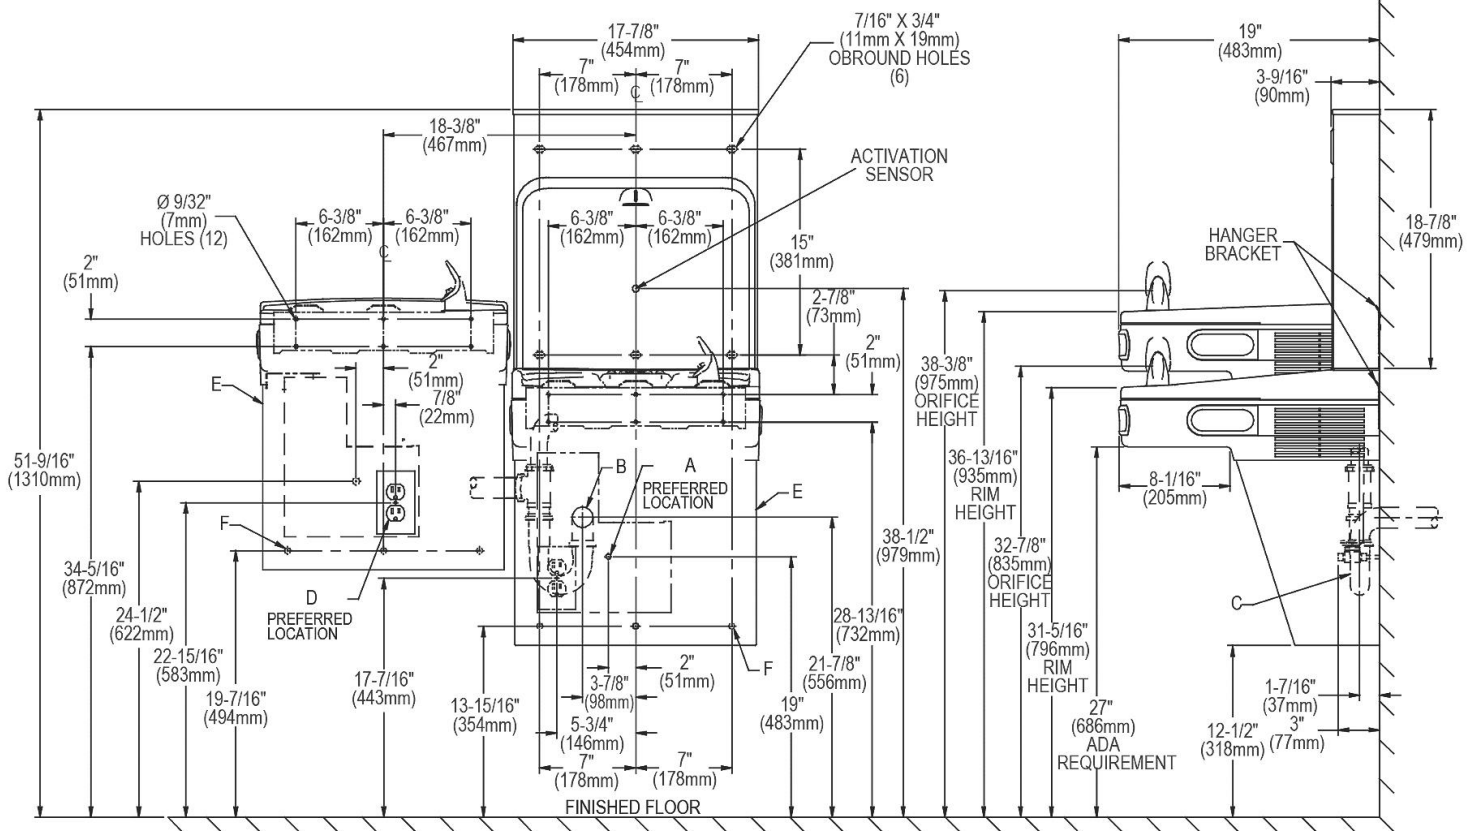 17-7/8"
(454mm)
7"
(178mm)
7"
(178mm)
C
L
7/16" X 3/4"
(11mm X 19mm)
OBROUND HOLES
(6)
19"
(483mm)
3-9/16"
(90mm)
18-3/8"
(467mm)
ACTIVATION
SENSOR
Ø 9/32"
(7mm)
HOLES (12)
6-3/8"
(162mm)
6-3/8"
(162mm)
C
L
6-3/8"
(162mm)
6-3/8"
(162mm)
15"
(381mm)
18-7/8"
(479mm)
HANGER
BRACKET
2"
(51mm)
2-7/8"
(73mm)
2"
(51mm)
2"
(51mm)
7/8"
(22mm)
E
38-3/8"
(975mm)
ORIFICE
HEIGHT
51-9/16"
(1310mm)
B
A
PREFERRED
LOCATION
E
36-13/16"
(935mm)
RIM
HEIGHT
8-1/16"
(205mm)
F
38-1/2"
(979mm)
32-7/8"
(835mm)
ORIFICE
HEIGHT
34-5/16"
(872mm)
D
PREFERRED
LOCATION
C
24-1/2"
(622mm)
28-13/16"
(732mm)
31-5/16"
(796mm)
RIM
HEIGHT
22-15/16"
(583mm)
17-7/16"
(443mm)
2"
(51mm)
F
21-7/8"
(556mm)
19-7/16"
(494mm)
13-15/16"
(354mm)
3-7/8"
(98mm)
19"
(483mm)
1-7/16"
(37mm)
5-3/4"
(146mm)
27"
(686mm)
ADA
REQUIREMENT
12-1/2"
(318mm)
3"
(77mm)
7"
(178mm)
7"
(178mm)
FINISHED FLOOR